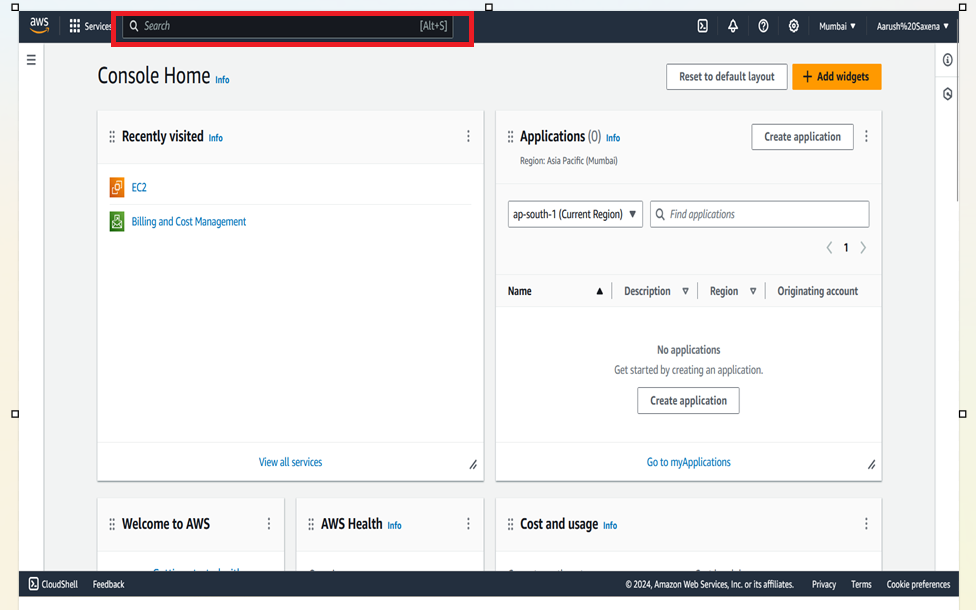 aws Services Search [Alt+S] Mumbai ▼ Aarush%20Saxena ▼
Console Home Info
Reset to default layout + Add widgets
Recently visited Info
EC2
Billing and Cost Management
View all services
Applications (0) Info Create application
Region: Asia Pacific (Mumbai)
ap-south-1 (Current Region) ▼ Find applications
1
Name ▲ Description ▽ Region ▽ Originating account
No applications
Get started by creating an application.
Create application
Go to myApplications
Welcome to AWS
AWS Health Info
Cost and usage Info
CloudShell Feedback © 2024, Amazon Web Services, Inc. or its affiliates. Privacy Terms Cookie preferences